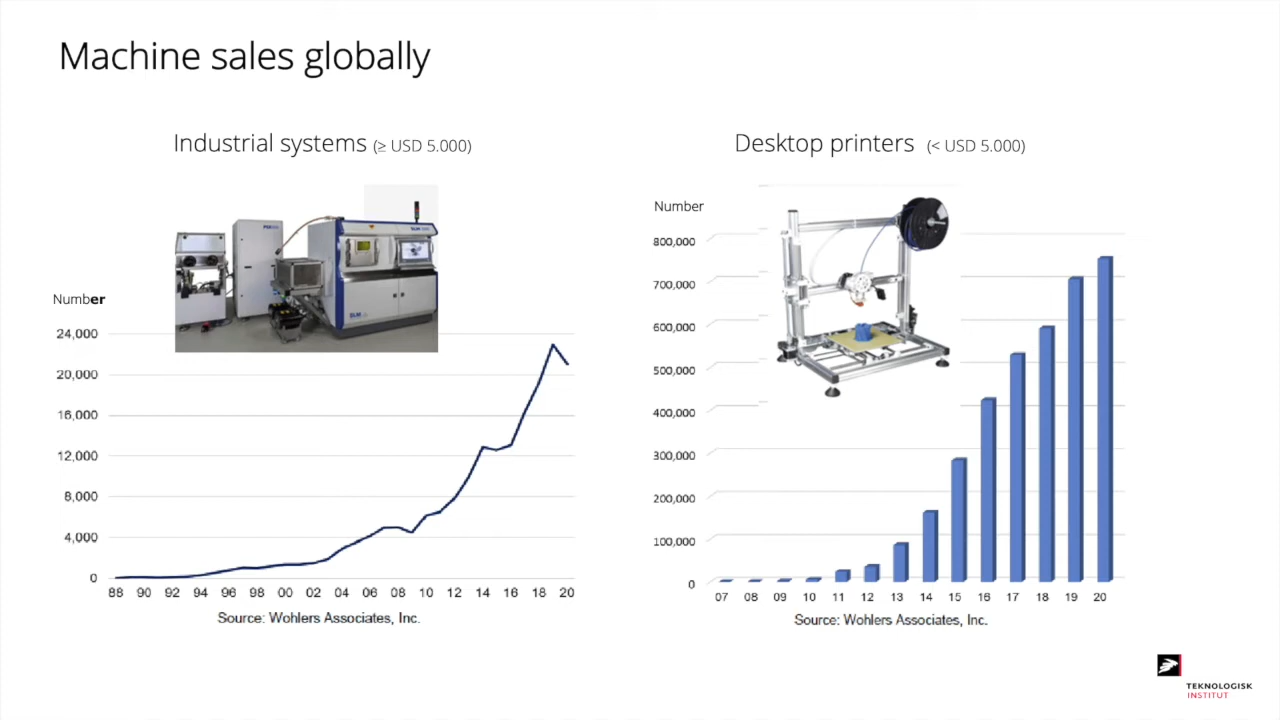 Machine sales globally
Industrial systems (≥ USD 5.000)
Number
24,000
20,000
16,000
12,000
8,000
4,000
0
88 90 92 94 96 98 00 02 04 06 08 10 12 14 16 18 20
Source: Wohlers Associates, Inc.
Desktop printers (< USD 5.000)
Number
800,000
700,000
600,000
500,000
400,000
300,000
200,000
100,000
0
07 08 09 10 11 12 13 14 15 16 17 18 19 20
Source: Wohlers Associates, Inc.
TEKNOLOGISK
INSTITUT